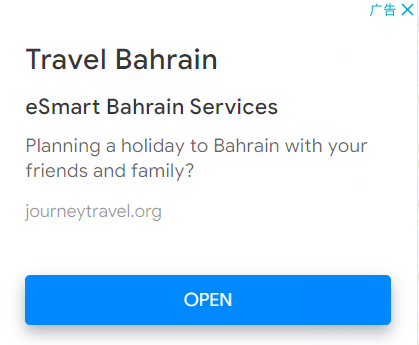 广告
Travel Bahrain
eSmart Bahrain Services
Planning a holiday to Bahrain with your
friends and family?
journeytravel.org
OPEN